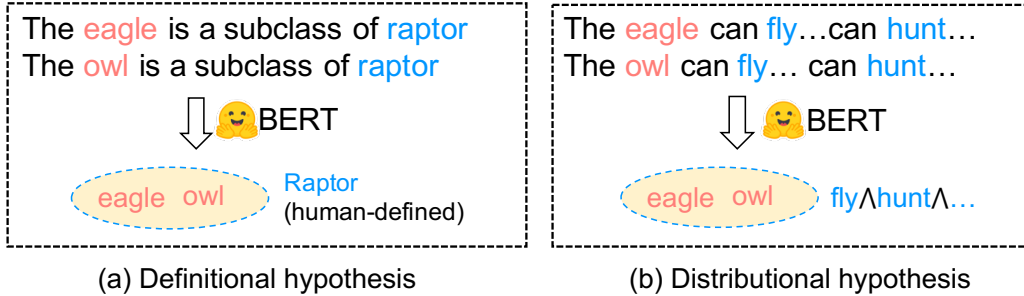 The eagle is a subclass of raptor
The owl is a subclass of raptor
BERT
eagle owl
Raptor
(human-defined)
(a) Definitional hypothesis
The eagle can fly…can hunt…
The owl can fly… can hunt…
BERT
eagle owl
fly∧hunt∧…
(b) Distributional hypothesis